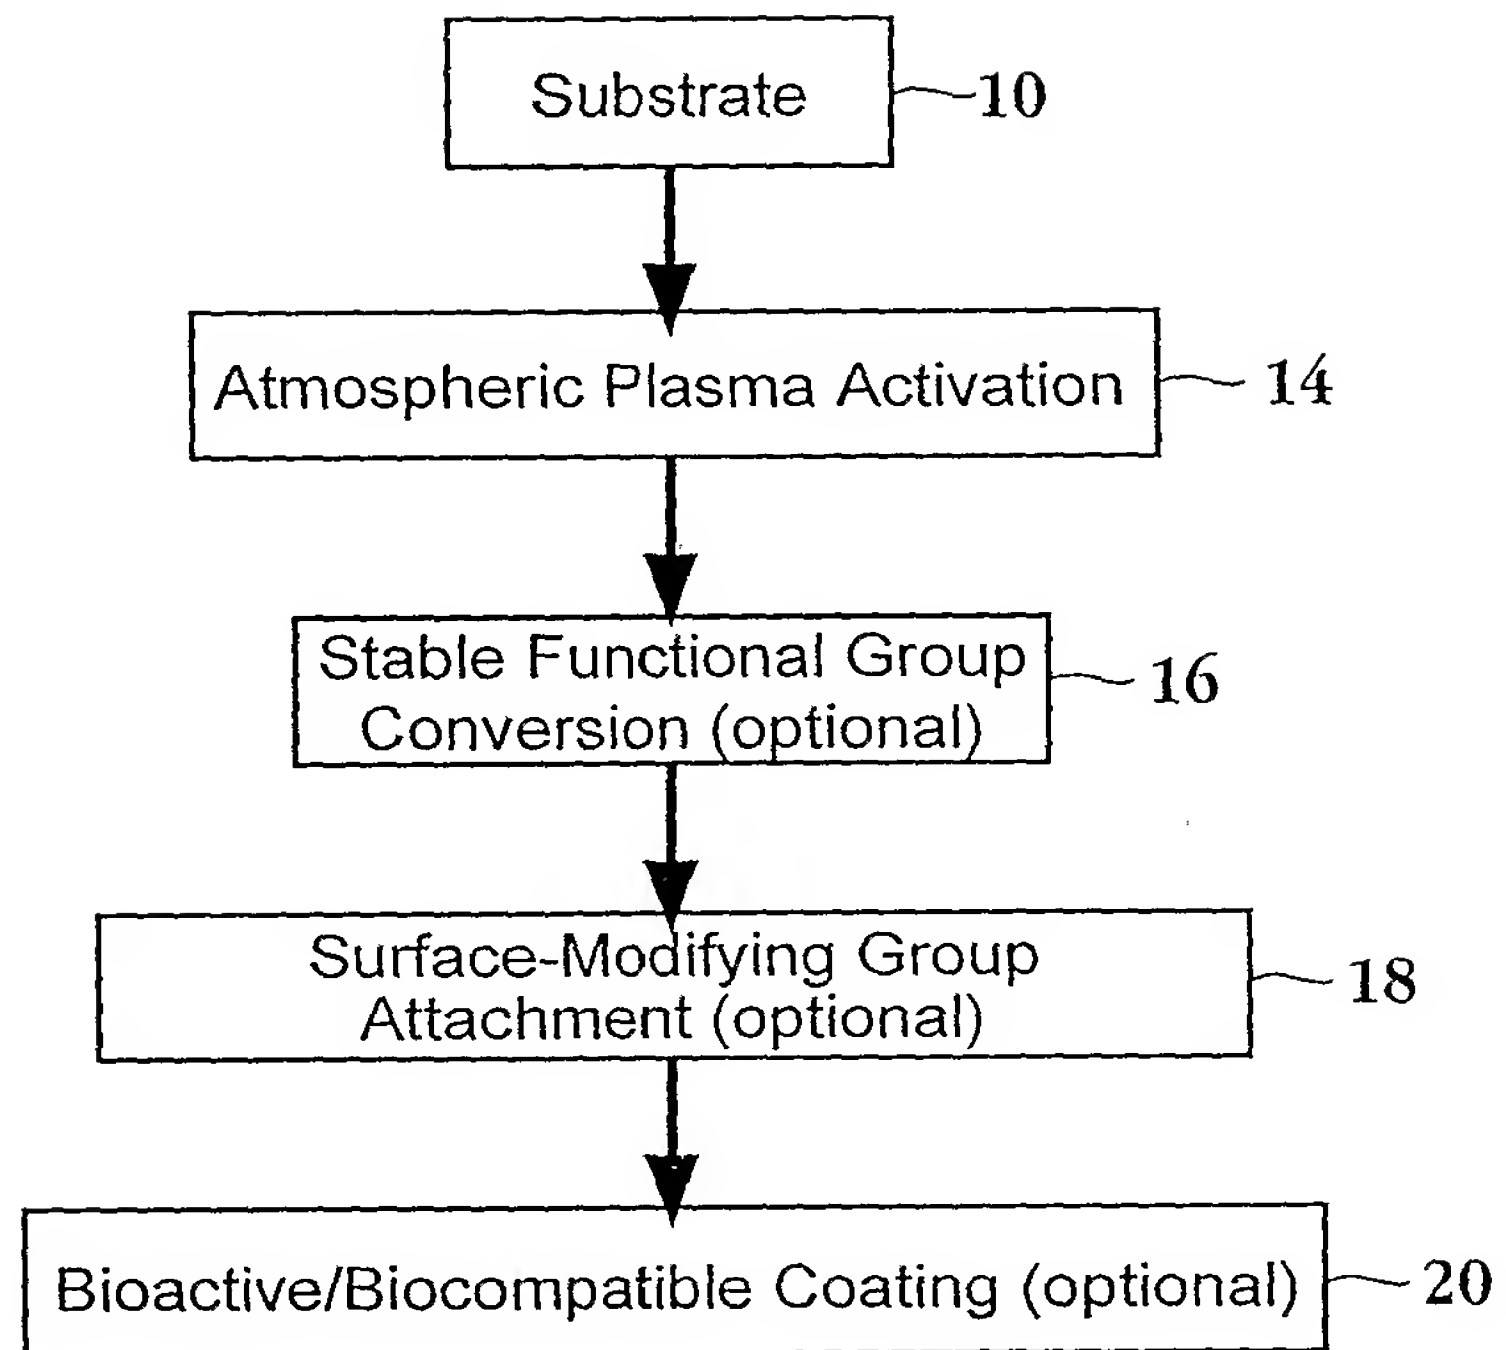 Substrate 10
Atmospheric Plasma Activation 14
Stable Functional Group
Conversion (optional) 16
Surface-Modifying Group
Attachment (optional) 18
Bioactive/Biocompatible Coating (optional) 20